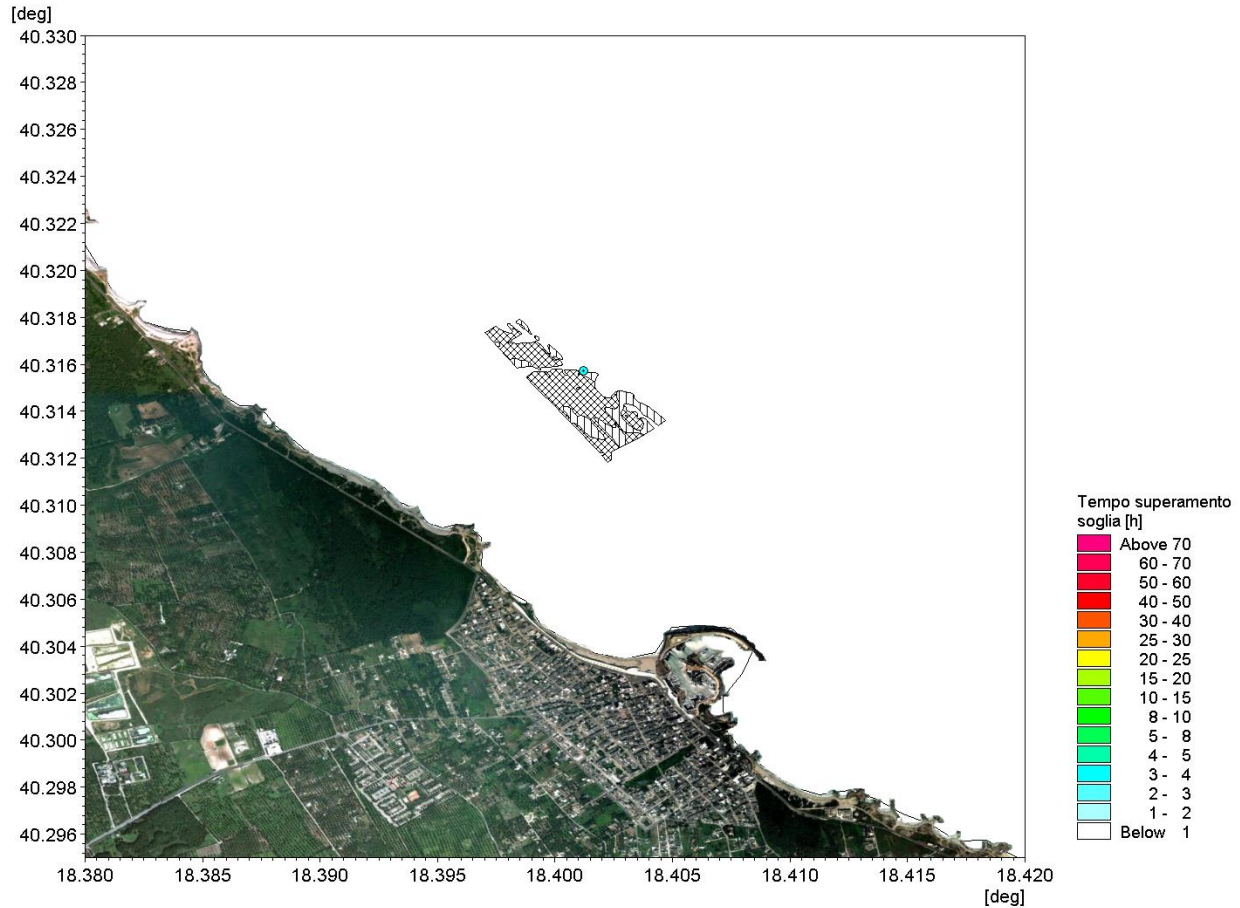 [deg]
40.330
40.328
40.326
40.324
40.322
40.320
40.318
40.316
40.314
40.312
40.310
40.308
40.306
40.304
40.302
40.300
40.298
40.296
18.380 18.385 18.390 18.395 18.400 18.405 18.410 18.415 18.420
[deg]
Tempo superamento
soglia [h]
Above 70
60 - 70
50 - 60
40 - 50
30 - 40
25 - 30
20 - 25
15 - 20
10 - 15
8 - 10
5 - 8
4 - 5
3 - 4
2 - 3
1 - 2
Below 1